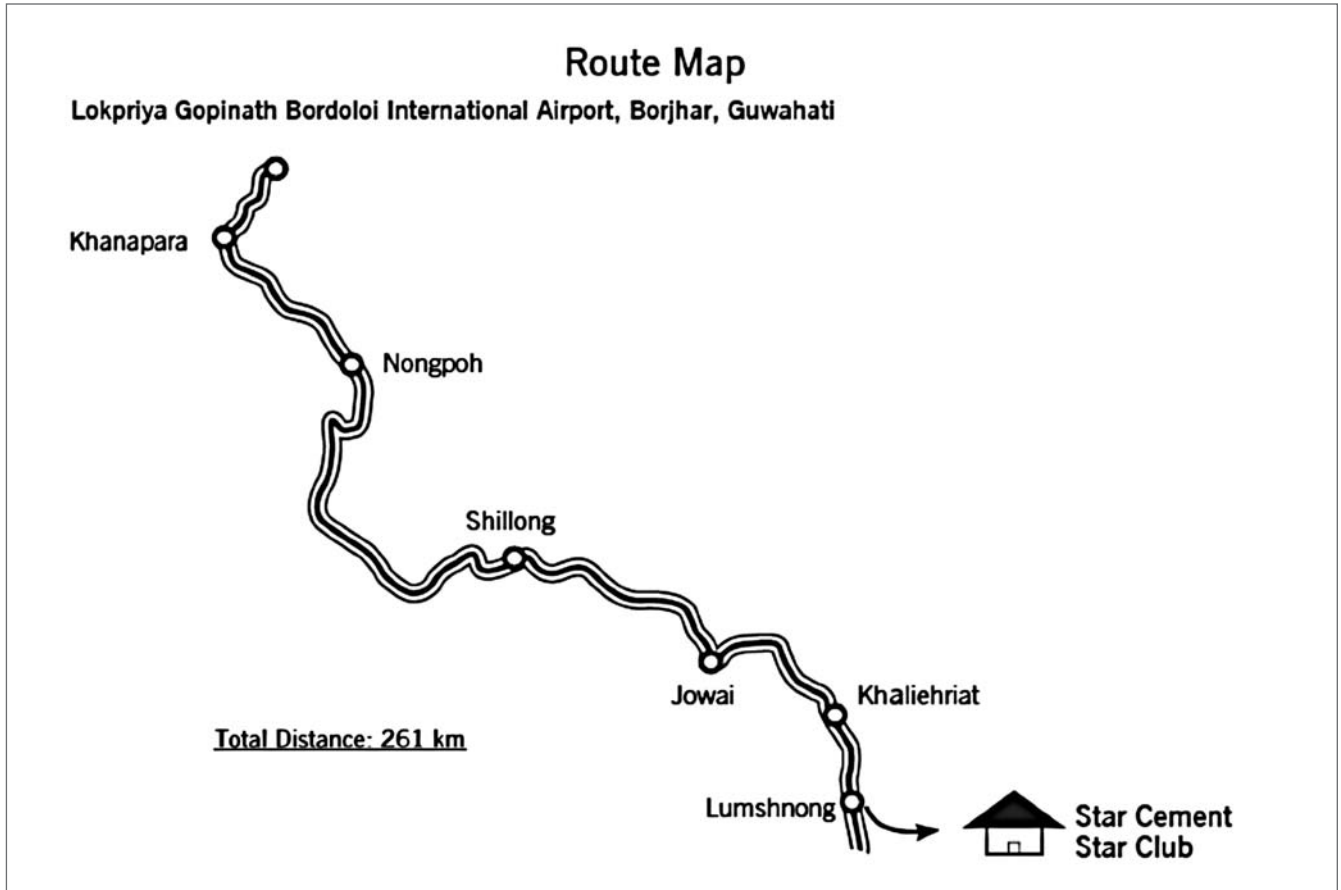 Route Map
Lokpriya Gopinath Bordoloi International Airport, Borjhar, Guwahati
Khanapara
Nongpoh
Shillong
Jowai
Khaliehriat
Total Distance: 261 km
Lumshnong
Star Cement
Star Club